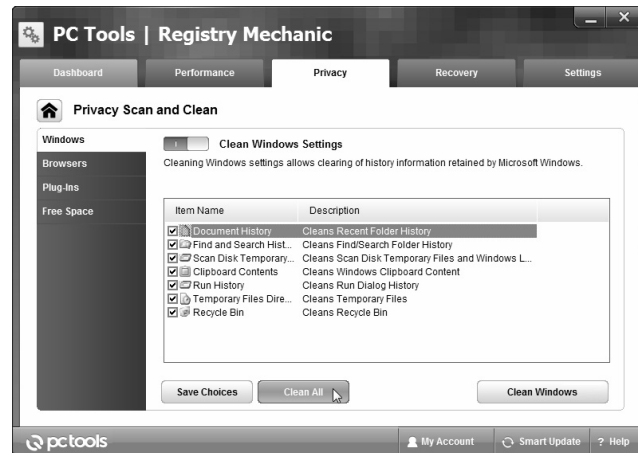 PC Tools | Registry Mechanic
Dashboard
Performance
Privacy
Recovery
Settings
Privacy Scan and Clean
Windows
Browsers
Plug-Ins
Free Space
Clean Windows Settings
Cleaning Windows settings allows clearing of history information retained by Microsoft Windows.
Item Name Description
Document History Cleans Recent Folder History
Find and Search Hist... Cleans Find/Search Folder History
Scan Disk Temporary... Cleans Scan Disk Temporary Files and Windows L...
Clipboard Contents Cleans Windows Clipboard Content
Run History Cleans Run Dialog History
Temporary Files Dire... Cleans Temporary Files
Recycle Bin Cleans Recycle Bin
Save Choices
Clean All
Clean Windows
pctools
My Account
Smart Update
? Help